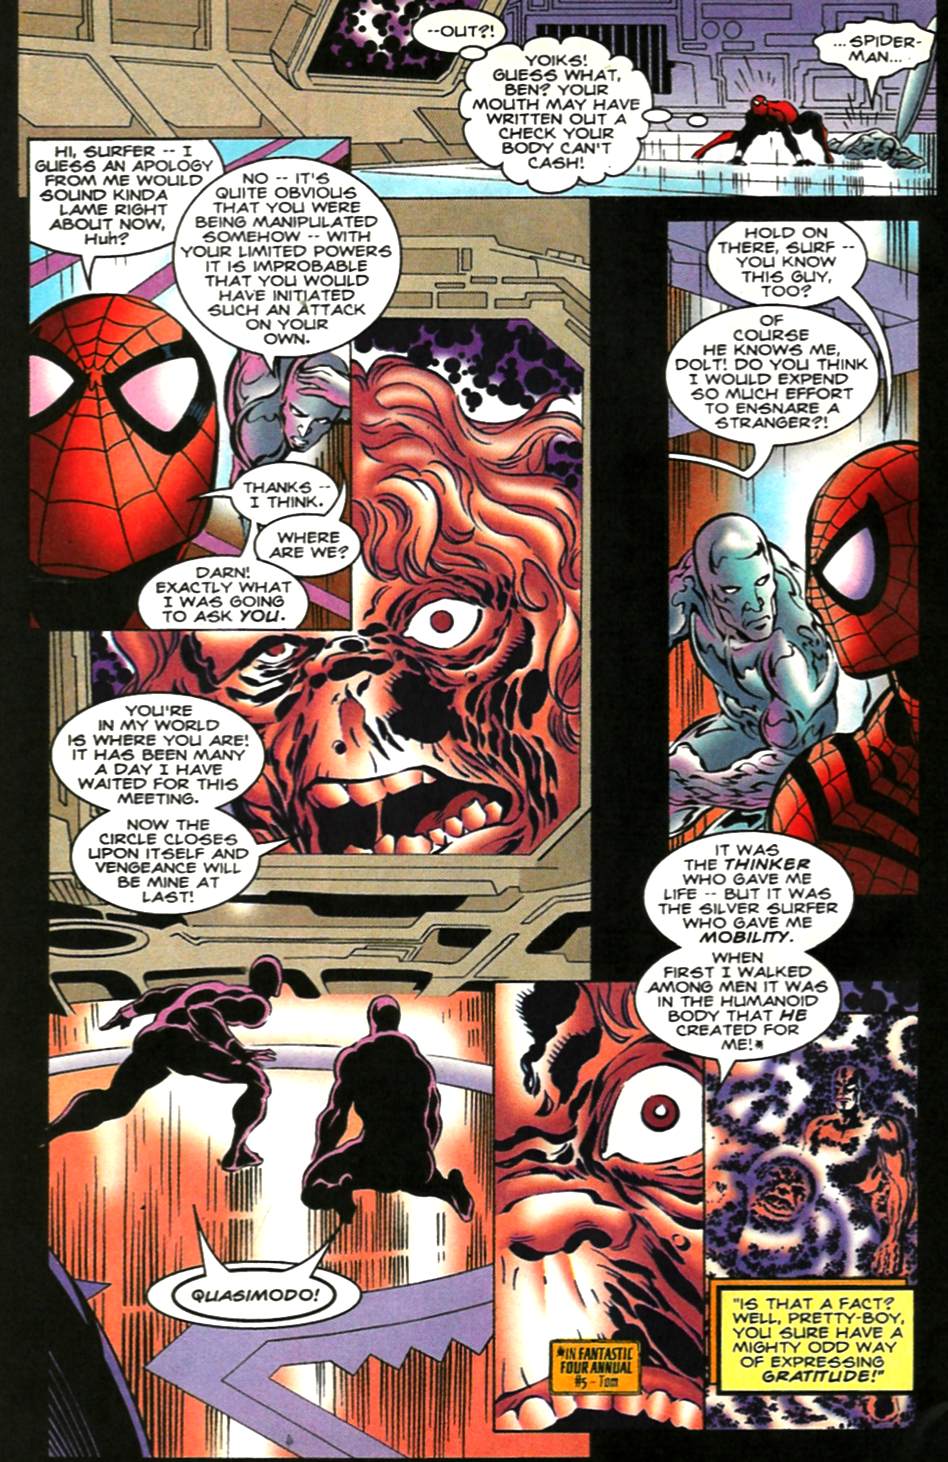 --OUT?!
YOIKS!
GUESS WHAT,
BEN? YOUR
MOUTH MAY HAVE
WRITTEN OUT A
CHECK YOUR
BODY CAN'T
CASH!
...SPIDER-
MAN...
HI, SURFER -- I
GUESS AN APOLOGY
FROM ME WOULD
SOUND KINDA
LAME RIGHT
ABOUT NOW,
Huh?
NO -- IT'S
QUITE OBVIOUS
THAT YOU WERE
BEING MANIPULATED
SOMEHOW -- WITH
YOUR LIMITED POWERS
IT IS IMPROBABLE
THAT YOU WOULD
HAVE INITIATED
SUCH AN ATTACK
ON YOUR
OWN.
THANKS --
I THINK.
WHERE
ARE WE?
DARN!
EXACTLY WHAT
I WAS GOING
TO ASK YOU.
YOU'RE
IN MY WORLD
IS WHERE YOU ARE!
IT HAS BEEN MANY
A DAY I HAVE
WAITED FOR THIS
MEETING.
NOW THE
CIRCLE CLOSES
UPON ITSELF AND
VENGEANCE WILL
BE MINE AT
LAST!
HOLD ON
THERE, SURF --
YOU KNOW
THIS GUY,
TOO?
OF
COURSE
HE KNOWS ME,
DOLT! DO YOU THINK
I WOULD EXPEND
SO MUCH EFFORT
TO ENSNARE A
STRANGER?!
QUASIMODO!
IT WAS
THE THINKER
WHO GAVE ME
LIFE -- BUT IT WAS
THE SILVER SURFER
WHO GAVE ME
MOBILITY.
WHEN
FIRST I WALKED
AMONG MEN IT WAS
IN THE HUMANOID
BODY THAT HE
CREATED FOR
ME!*
*IN FANTASTIC
FOUR ANNUAL
#5 - Tom
"IS THAT A FACT?
WELL, PRETTY-BOY,
YOU SURE HAVE A
MIGHTY ODD WAY
OF EXPRESSING
GRATITUDE!"